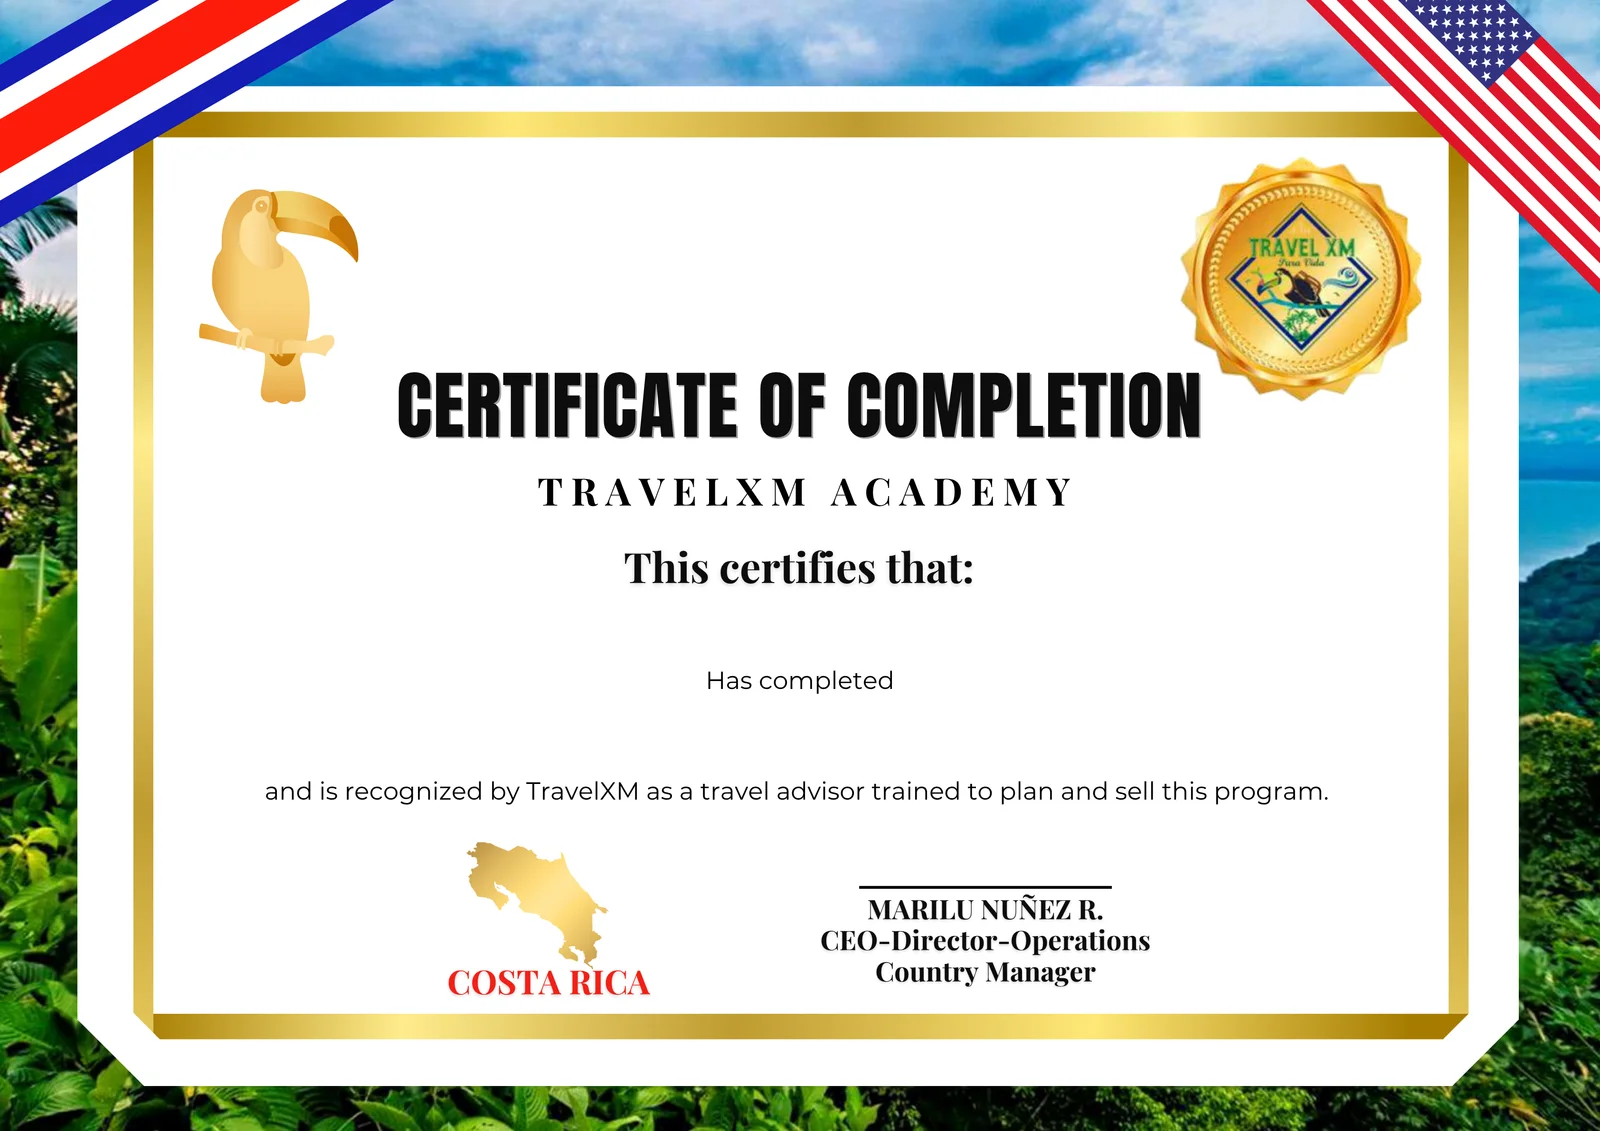 TRAVEL XM
Pura Vida
CERTIFICATE OF COMPLETION
TRAVELXM ACADEMY
This certifies that:
Has completed
and is recognized by TravelXM as a travel advisor trained to plan and sell this program.
COSTA RICA
MARILU NUÑEZ R.
CEO-Director-Operations
Country Manager